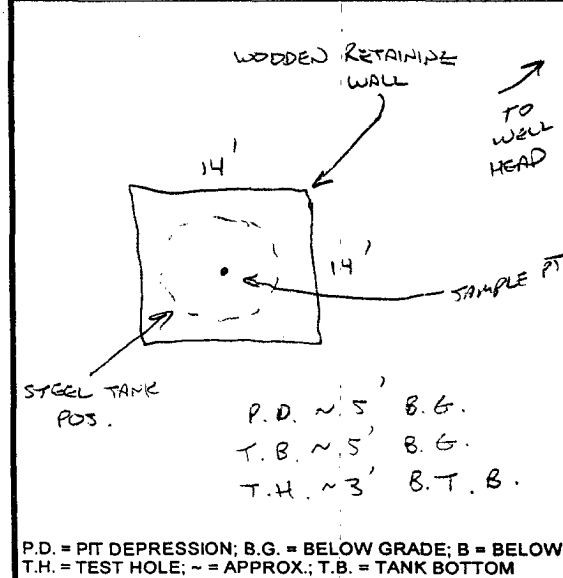 WOODEN RETAINING
WALL
TO
WELL
HEAD
14'
14'
SAMPLE PT
STEEL TANK
POS.
P.D. ~ 5' B.G.
T.B. ~ 5' B.G.
T.H. ~ 3' B.T.B.
P.D. = PIT DEPRESSION; B.G. = BELOW GRADE; B = BELOW
T.H. = TEST HOLE; ~ = APPROX.; T.B. = TANK BOTTOM